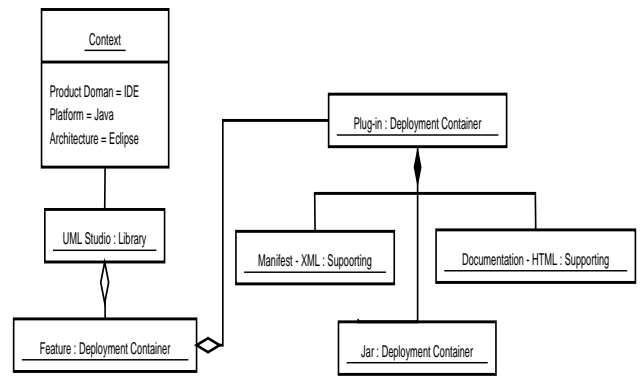 Context
Product Doman = IDE
Platform = Java
Architecture = Eclipse
Plug-in : Deployment Container
UML Studio : Library
Manifest - XML : Supoorting
Documentation - HTML : Supporting
Feature : Deployment Container
Jar : Deployment Container